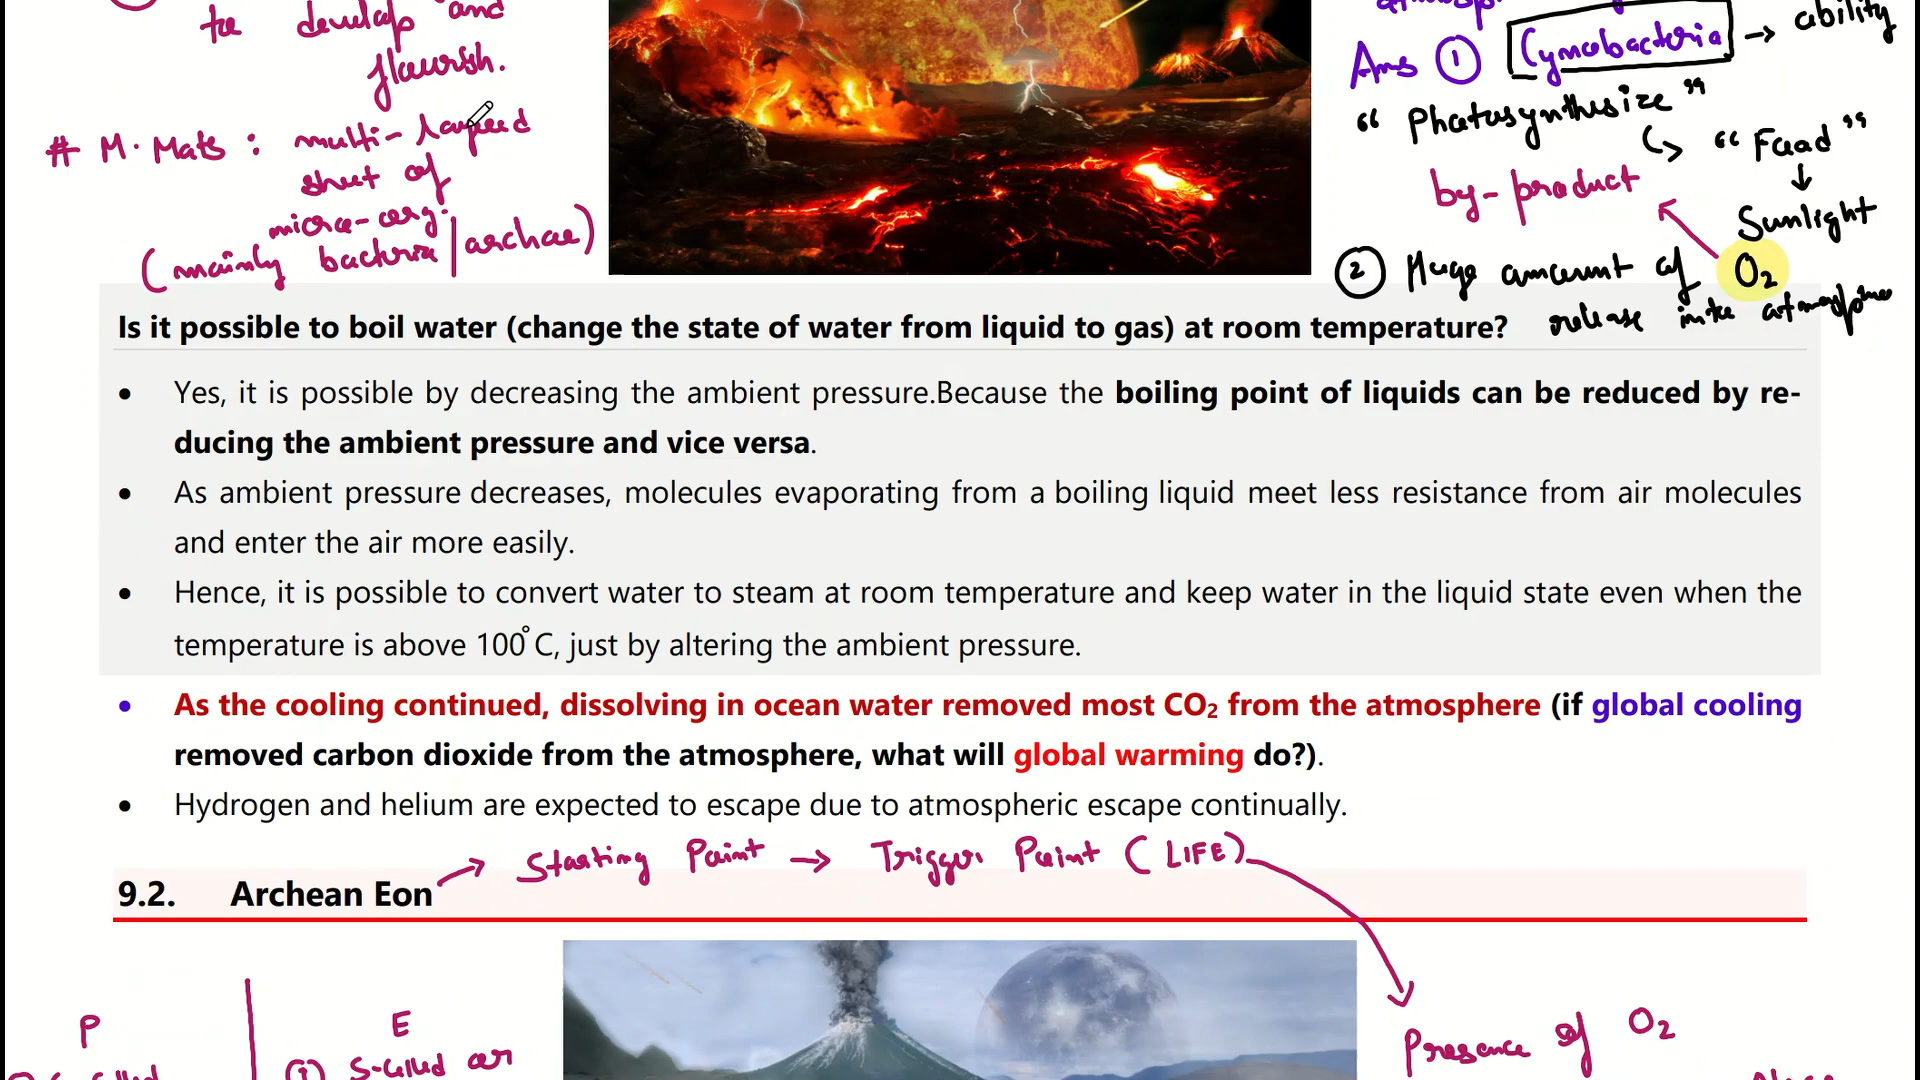 to develop and
flourish.
# M. Mats : multi-layered
sheet of
micro-org.
(mainly bacteria | archae)
Ans ① Cynobacteria → ability
“ Photosynthesize ”
↳ “ Food ”
by-product
Sunlight
② Huge amount of O₂
release into atmosphere
Is it possible to boil water (change the state of water from liquid to gas) at room temperature?
• Yes, it is possible by decreasing the ambient pressure.Because the boiling point of liquids can be reduced by re-
ducing the ambient pressure and vice versa.
• As ambient pressure decreases, molecules evaporating from a boiling liquid meet less resistance from air molecules
and enter the air more easily.
• Hence, it is possible to convert water to steam at room temperature and keep water in the liquid state even when the
temperature is above 100°C, just by altering the ambient pressure.
• As the cooling continued, dissolving in ocean water removed most CO₂ from the atmosphere (if global cooling
removed carbon dioxide from the atmosphere, what will global warming do?).
• Hydrogen and helium are expected to escape due to atmospheric escape continually.
→ Starting Point → Trigger Point (LIFE)
9.2. Archean Eon
P
E
Presence of O₂
(i) S-celled or